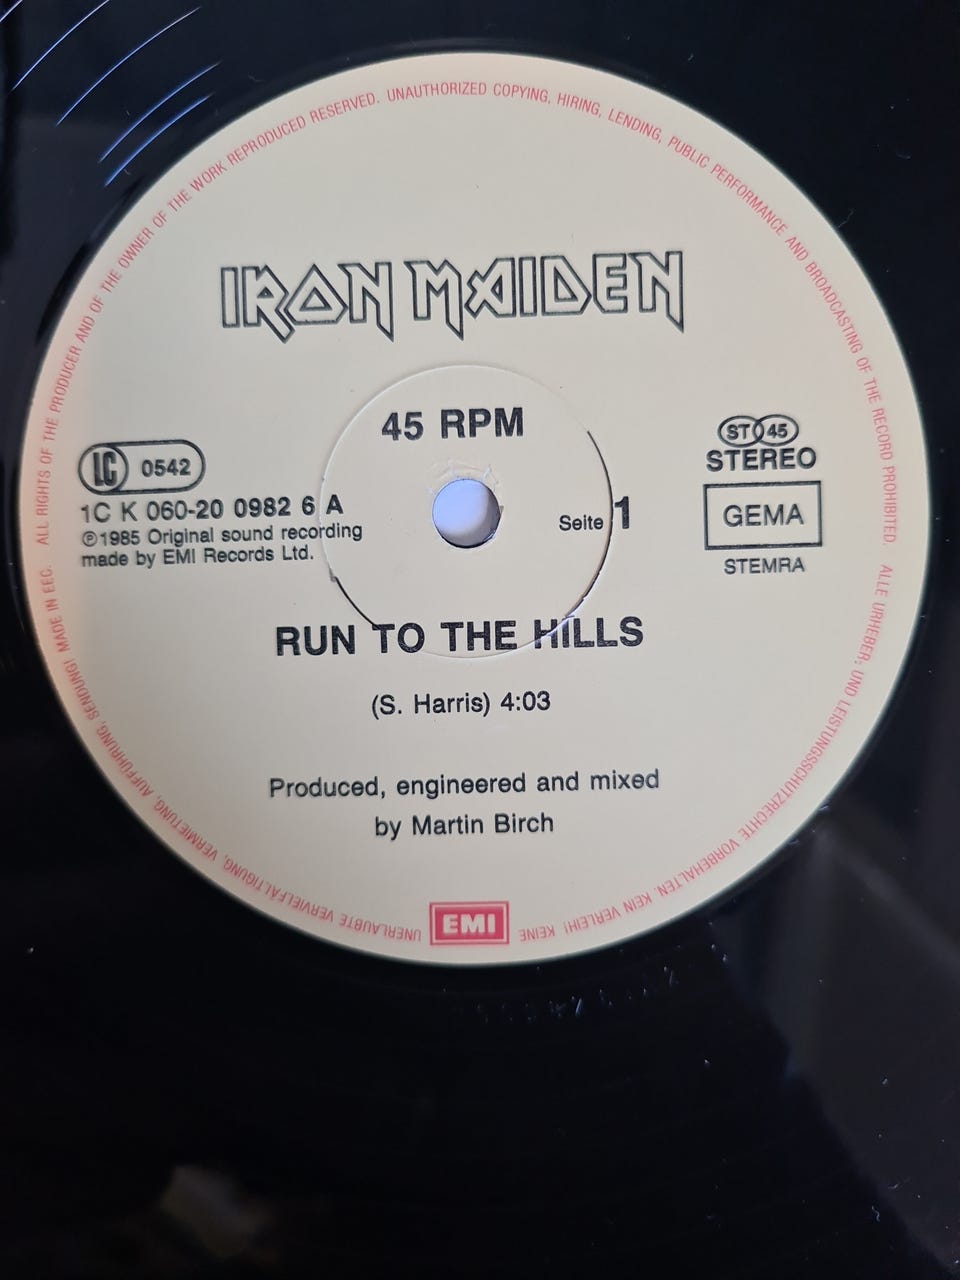 ALL RIGHTS OF THE PRODUCER AND OF THE OWNER OF THE WORK REPRODUCED RESERVED. UNAUTHORIZED COPYING, HIRING, LENDING, PUBLIC PERFORMANCE AND BROADCASTING OF THE RECORD PROHIBITED.
IRON MAIDEN
45 RPM
LC 0542
1C K 060-20 0982 6 A
℗1985 Original sound recording
made by EMI Records Ltd.
Seite 1
ST 45
STEREO
GEMA
STEMRA
RUN TO THE HILLS
(S. Harris) 4:03
Produced, engineered and mixed
by Martin Birch
EMI
ALLE URHEBER- UND LEISTUNGSSCHUTZRECHTE VORBEHALTEN. KEIN VERLEIH! KEINE UNERLAUBTE VERVIELFÄLTIGUNG, VERMIETUNG, AUFFÜHRUNG, SENDUNG! MADE IN EEC.